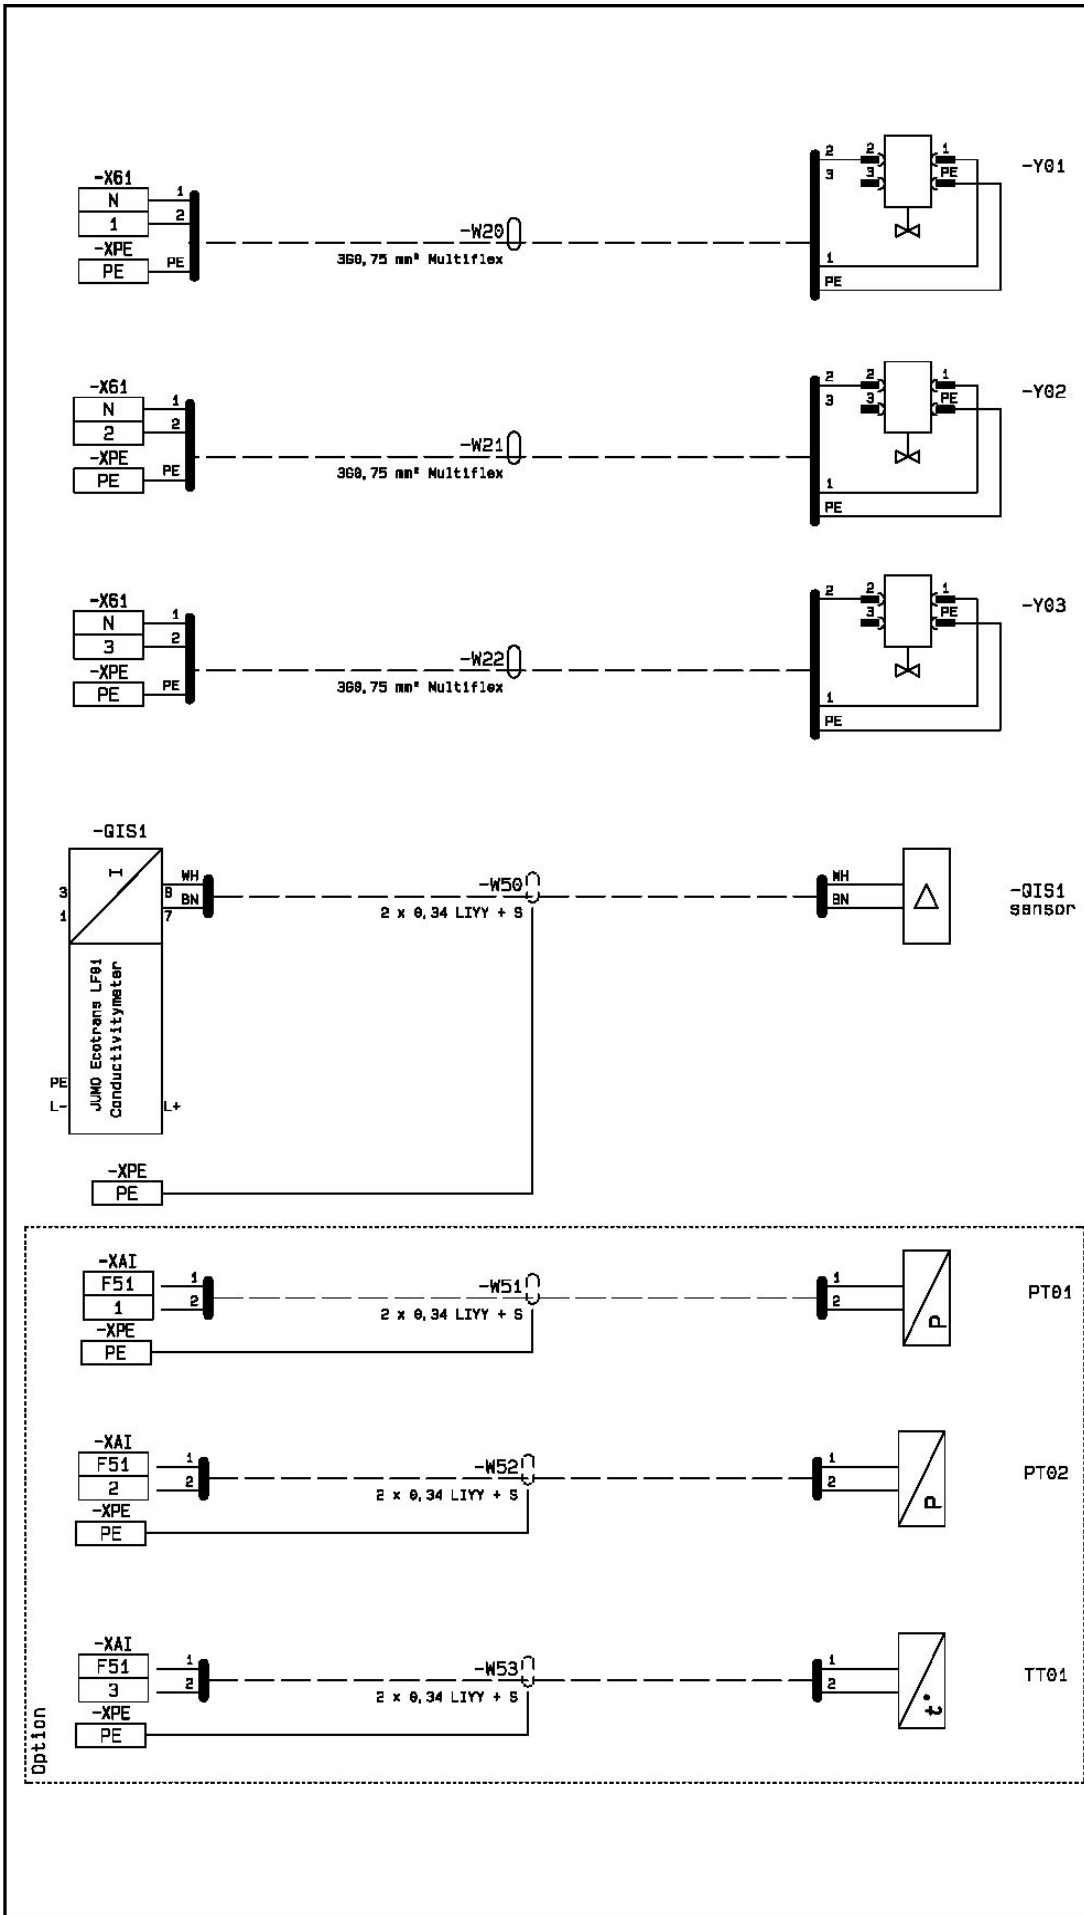 -X61
N 1
1 2
-XPE
PE PE
-W20
3G0,75 mm² Multiflex
2 2 1
3 3 PE
1
PE
-Y01
-X61
N 1
2 2
-XPE
PE PE
-W21
3G0,75 mm² Multiflex
2 2 1
3 3 PE
1
PE
-Y02
-X61
N 1
3 2
-XPE
PE PE
-W22
3G0,75 mm² Multiflex
2 2 1
3 PE
1
PE
-Y03
-QIS1
I
3 8 WH
1 7 BN
JUMO Ecotrans LF01
Conductivitymeter
PE
L- L+
-W50
2 x 0,34 LIYY + S
WH
BN
-QIS1
sensor
-XPE
PE
-XAI
F51 1
1 2
-XPE
PE
-W51
2 x 0,34 LIYY + S
1
2
P
PT01
-XAI
F51 1
2 2
-XPE
PE
-W52
2 x 0,34 LIYY + S
1
2
P
PT02
-XAI
F51 1
3 2
-XPE
PE
-W53
2 x 0,34 LIYY + S
1
2
t°
TT01
Option